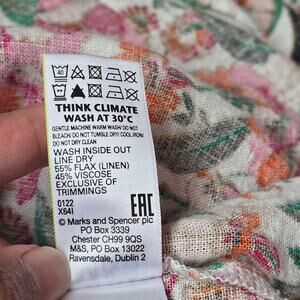 THINK CLIMATE
WASH AT 30°C
GENTLE MACHINE WARM WASH/DO NOT
BLEACH/DO NOT TUMBLE DRY/ COOL IRON/
DO NOT DRY CLEAN
WASH INSIDE OUT
LINE DRY
55% FLAX (LINEN)
45% VISCOSE
EXCLUSIVE OF
TRIMMINGS
0122
X64I
EAC
© Marks and Spencer plc
PO Box 3339
Chester CH99 9QS
M&S, PO Box 13022
Ravensdale, Dublin 2